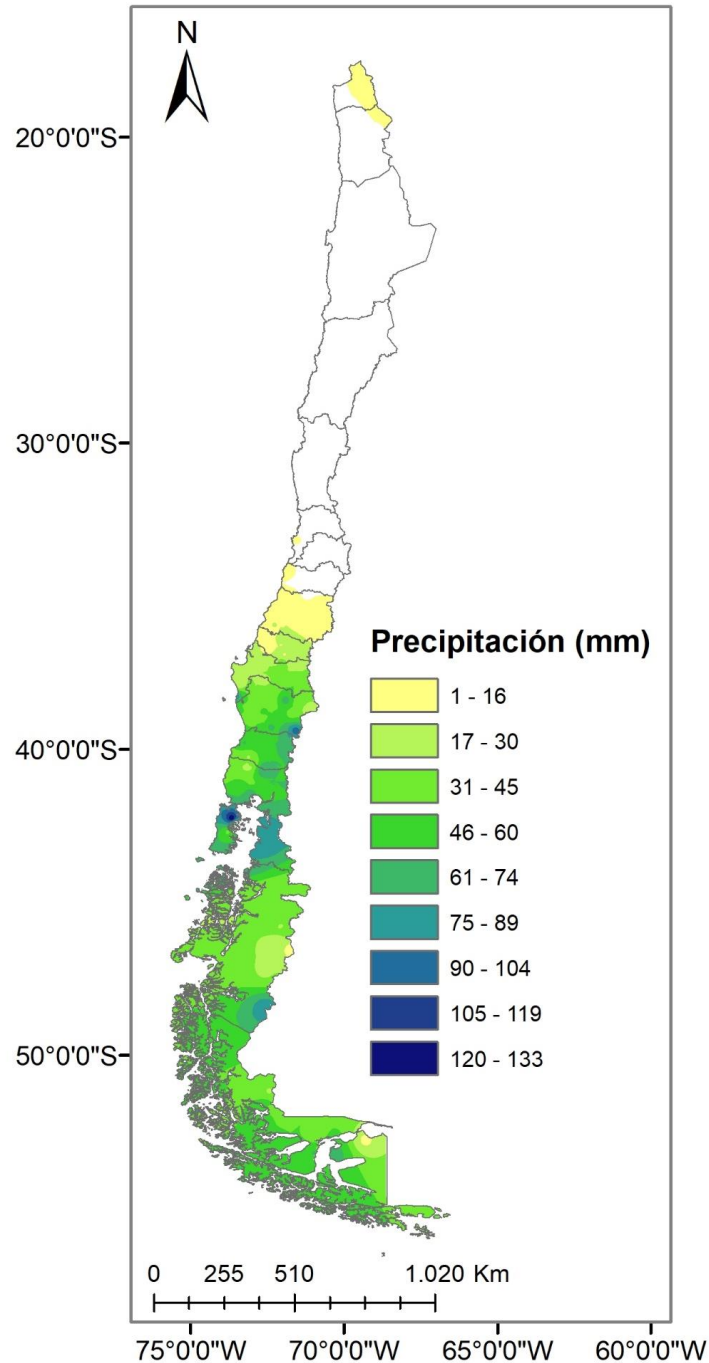 N
20°0'0"S
30°0'0"S
40°0'0"S
50°0'0"S
Precipitación (mm)
1 - 16
17 - 30
31 - 45
46 - 60
61 - 74
75 - 89
90 - 104
105 - 119
120 - 133
0 255 510 1.020 Km
75°0'0"W 70°0'0"W 65°0'0"W 60°0'0"W